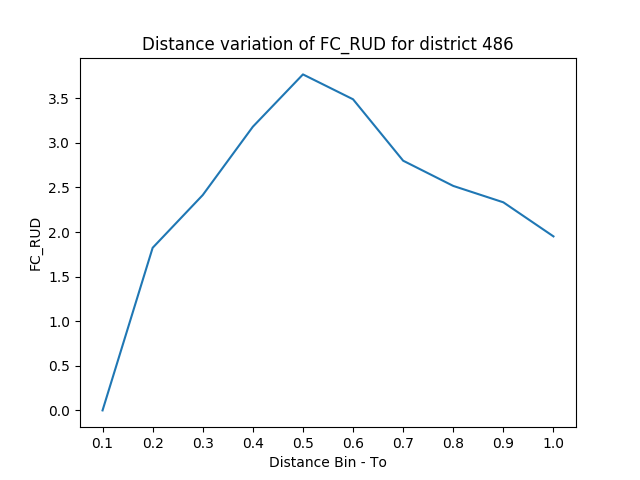 Distance variation of FC_RUD for district 486
3.5
3.0
2.5
2.0
1.5
1.0
0.5
0.0
FC_RUD
0.1 0.2 0.3 0.4 0.5 0.6 0.7 0.8 0.9 1.0
Distance Bin - To